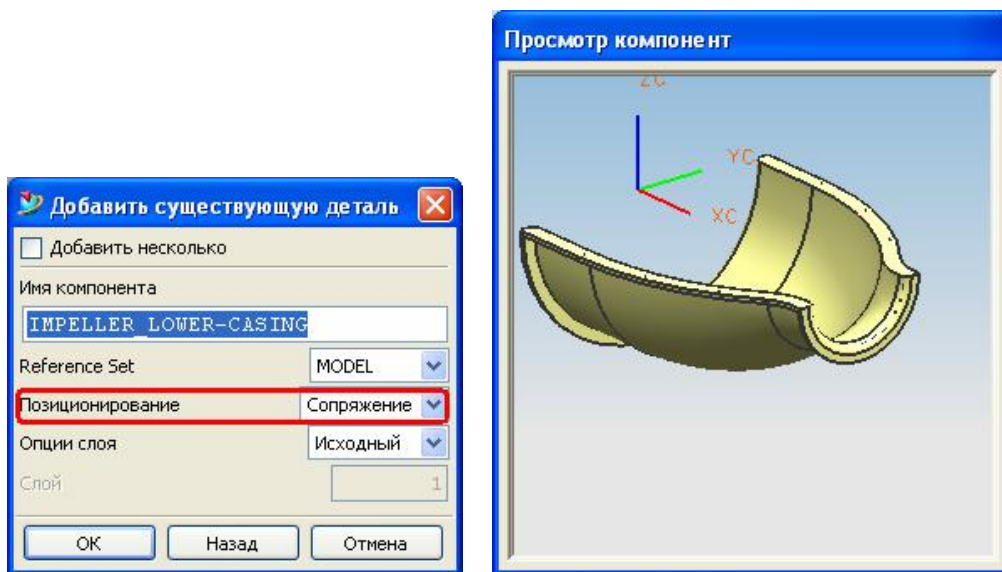 Добавить существующую деталь
Добавить несколько
Имя компонента
IMPELLER_LOWER-CASING
Reference Set MODEL
Позиционирование Сопряжение
Опции слоя Исходный
Слой 1
ОК Назад Отмена
Просмотр компонент
ZC
YC
XC